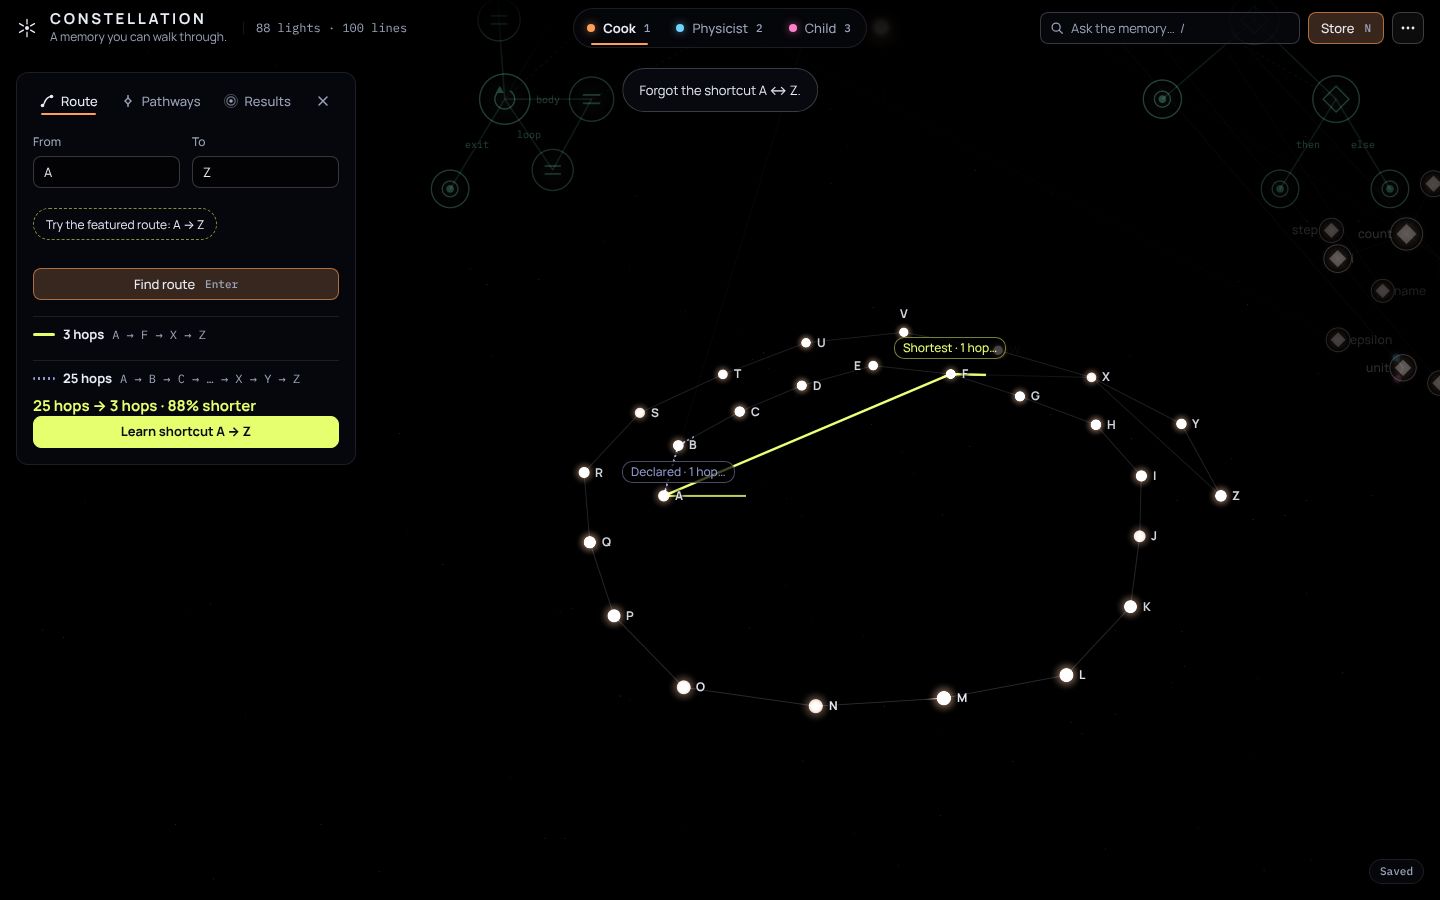 CONSTELLATION
A memory you can walk through.
88 lights · 100 lines
Cook 1
Physicist 2
Child 3
Ask the memory... /
Store N
Forgot the shortcut A ↔ Z.
Route
Pathways
Results
From
To
A
Z
Try the featured route: A → Z
Find route Enter
3 hops A → F → X → Z
25 hops A → B → C → … → X → Y → Z
25 hops → 3 hops · 88% shorter
Learn shortcut A → Z
body
loop
exit
then
else
step
count
name
epsilon
unit
V
U
Shortest · 1 hop...
E
F
X
T
D
G
S
C
H
Y
B
R
Declared · 1 hop...
I
A
Z
Q
J
K
P
L
O
M
N
Saved